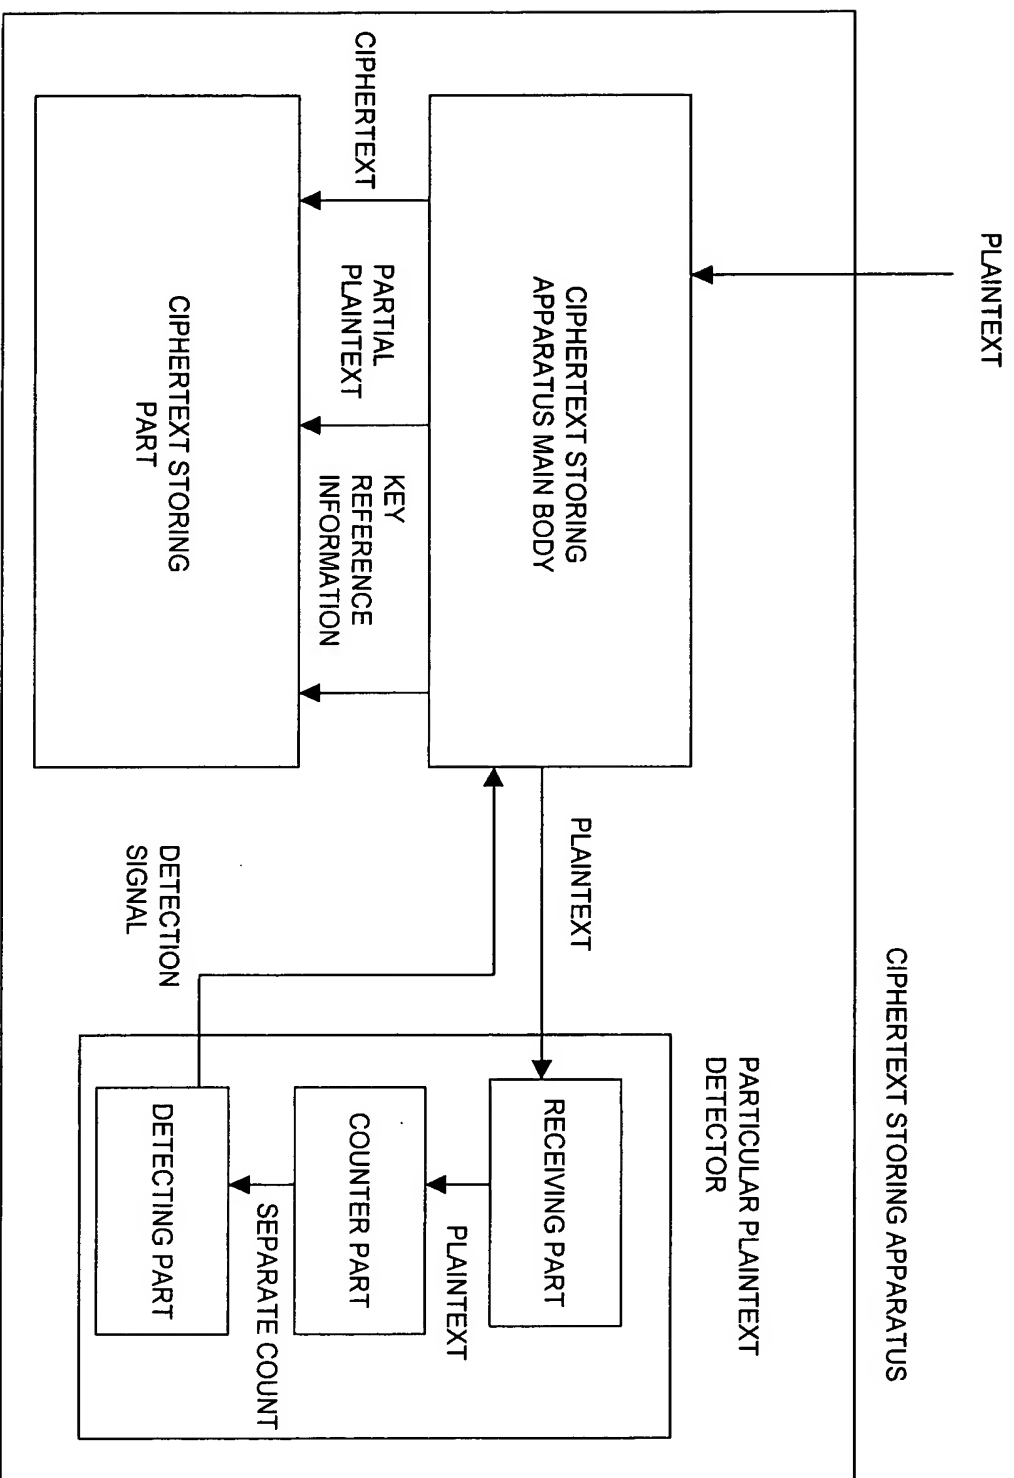 CIPHERTEXT STORING APPARATUS
PLAINTEXT
CIPHERTEXT STORING
APPARATUS MAIN BODY
PLAINTEXT
PARTICULAR PLAINTEXT
DETECTOR
RECEIVING PART
PLAINTEXT
COUNTER PART
SEPARATE COUNT
DETECTING PART
DETECTION
SIGNAL
CIPHERTEXT
PARTIAL
PLAINTEXT
KEY
REFERENCE
INFORMATION
CIPHERTEXT STORING
PART